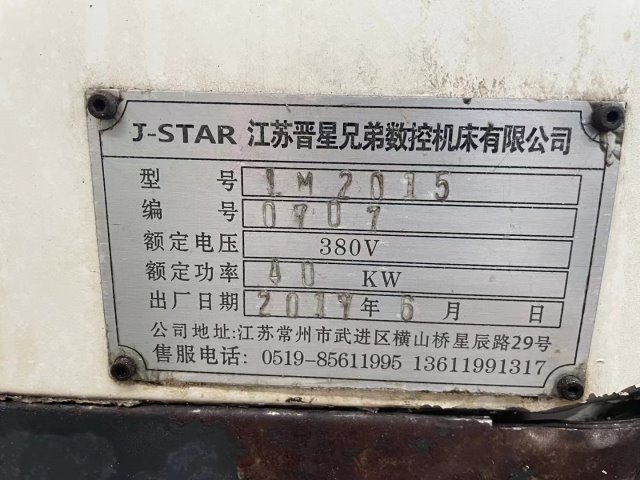 J-STAR 江苏晋星兄弟数控机床有限公司
型号 LM2015
编号 0707
额定电压 380V
额定功率 40 KW
出厂日期 2017年6月 日
公司地址:江苏常州市武进区横山桥星辰路29号
售服电话: 0519-85611995 13611991317